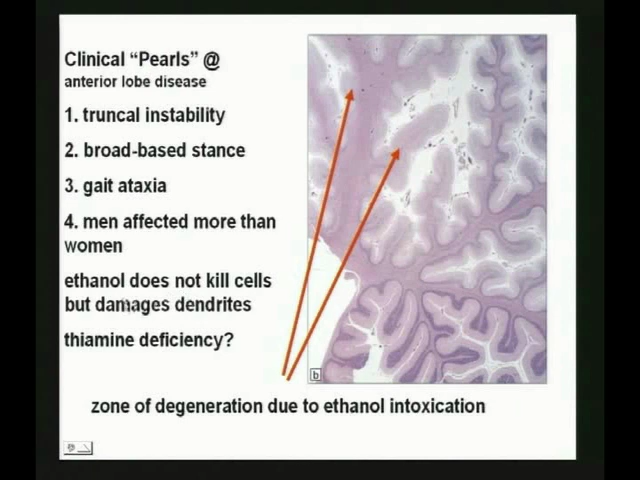 Clinical “Pearls” @
anterior lobe disease
1. truncal instability
2. broad-based stance
3. gait ataxia
4. men affected more than
women
ethanol does not kill cells
but damages dendrites
thiamine deficiency?
b
zone of degeneration due to ethanol intoxication